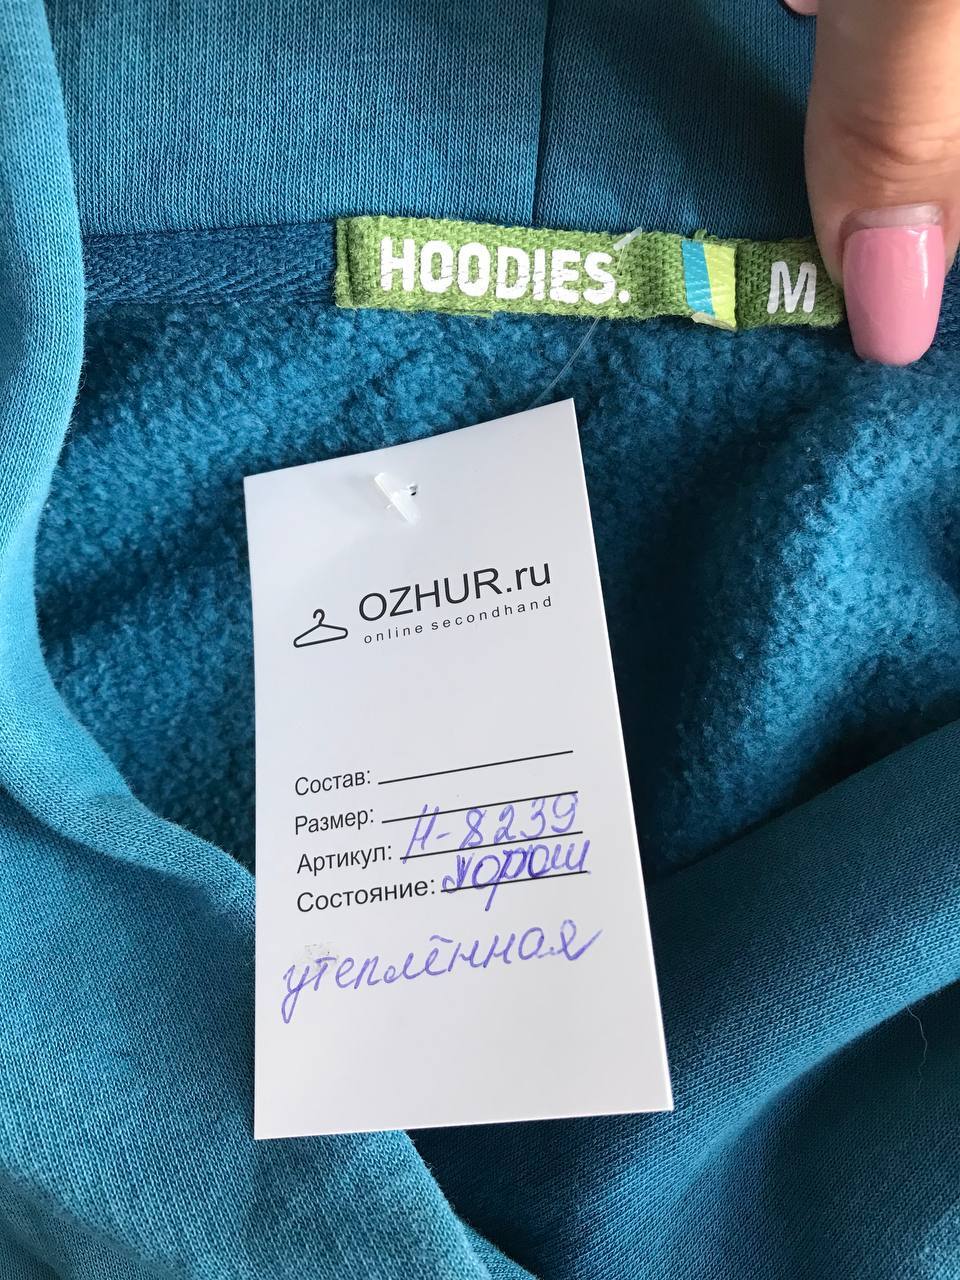 HOODIES. M
OZHUR.ru
online secondhand
Состав:
Размер:
Артикул: Н-8239
Состояние: хорош
утеплённая